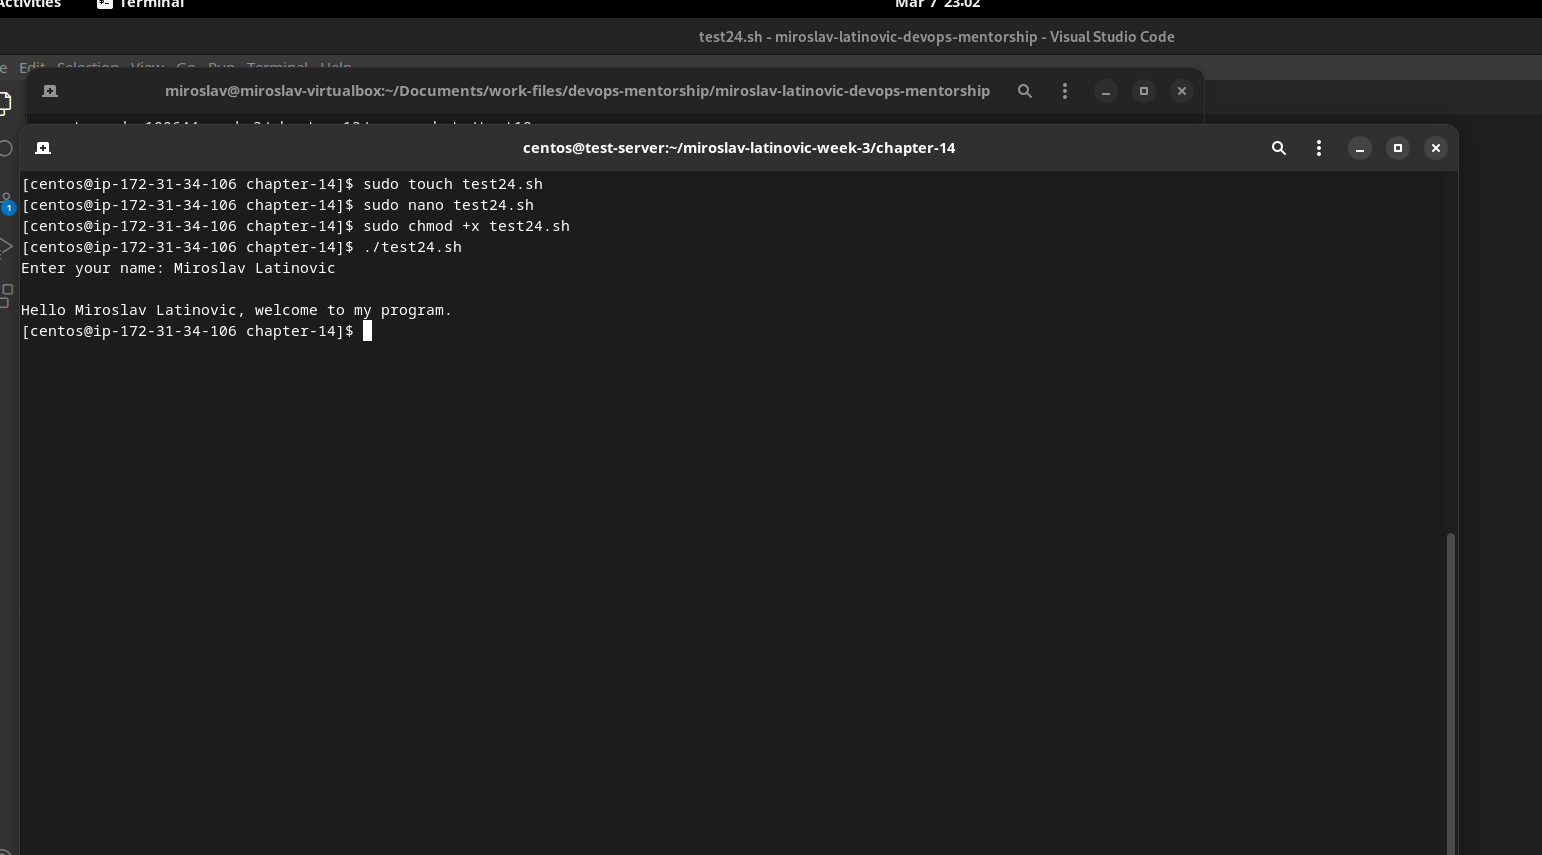 Activities Terminal Mar 7 23:02
test24.sh - miroslav-latinovic-devops-mentorship - Visual Studio Code
Edit Selection View Go Run Terminal Help
miroslav@miroslav-virtualbox:~/Documents/work-files/devops-mentorship/miroslav-latinovic-devops-mentorship
centos@test-server:~/miroslav-latinovic-week-3/chapter-14
[centos@ip-172-31-34-106 chapter-14]$ sudo touch test24.sh
[centos@ip-172-31-34-106 chapter-14]$ sudo nano test24.sh
[centos@ip-172-31-34-106 chapter-14]$ sudo chmod +x test24.sh
[centos@ip-172-31-34-106 chapter-14]$ ./test24.sh
Enter your name: Miroslav Latinovic
Hello Miroslav Latinovic, welcome to my program.
[centos@ip-172-31-34-106 chapter-14]$
1